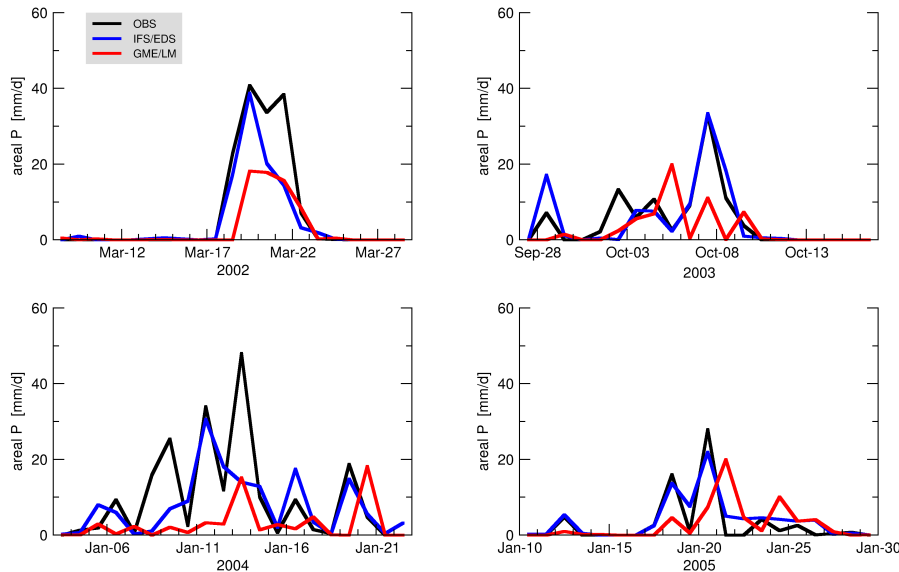 60
40
20
0
areal P [mm/d]
OBS
IFS/EDS
GME/LM
Mar-12 Mar-17 Mar-22 Mar-27
2002
60
40
20
0
areal P [mm/d]
Sep-28 Oct-03 Oct-08 Oct-13
2003
60
40
20
0
areal P [mm/d]
Jan-06 Jan-11 Jan-16 Jan-21
2004
60
40
20
0
areal P [mm/d]
Jan-10 Jan-15 Jan-20 Jan-25 Jan-30
2005